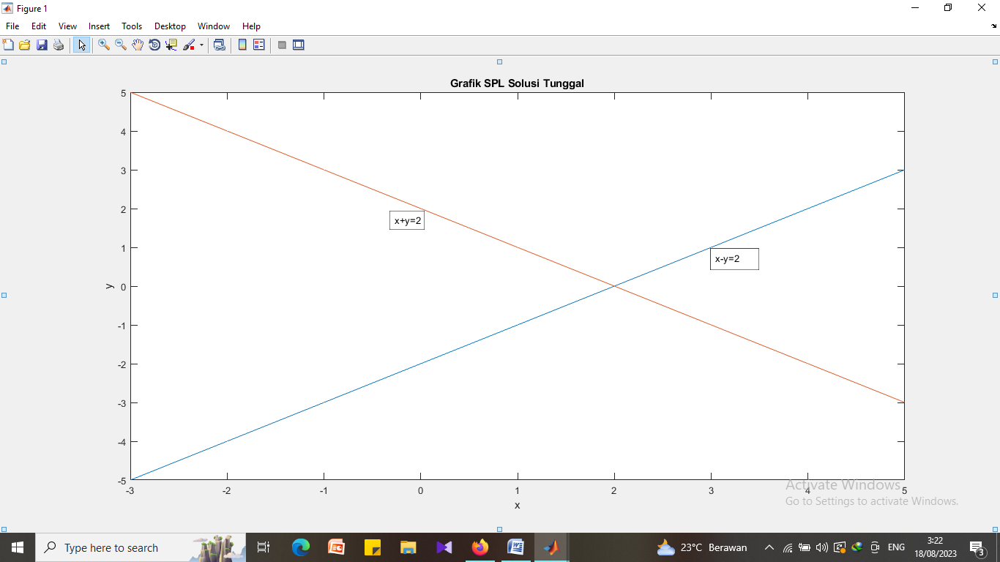 Figure 1
File Edit View Insert Tools Desktop Window Help
Grafik SPL Solusi Tunggal
5
4
3
2
1
0
-1
-2
-3
-4
-5
y
x+y=2
x-y=2
-3 -2 -1 0 1 2 3 4 5
x
Activate Windows
Go to Settings to activate Windows.
Type here to search
23°C Berawan
ENG
3:22
18/08/2023
3